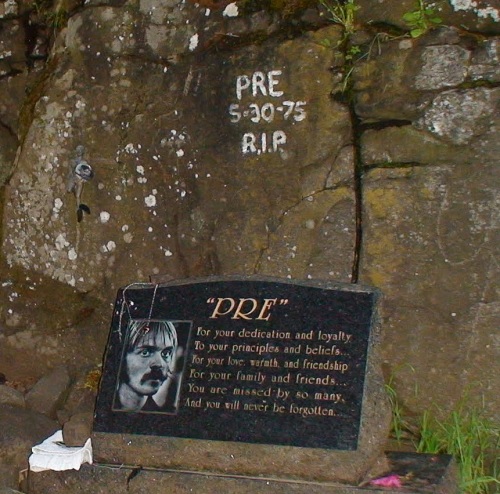 PRE
5-30-75
R.I.P.
"PRE"
For your dedication and loyalty
To your principles and beliefs...
For your love, warmth, and friendship
For your family and friends...
You are missed by so many,
And you will never be forgotten....